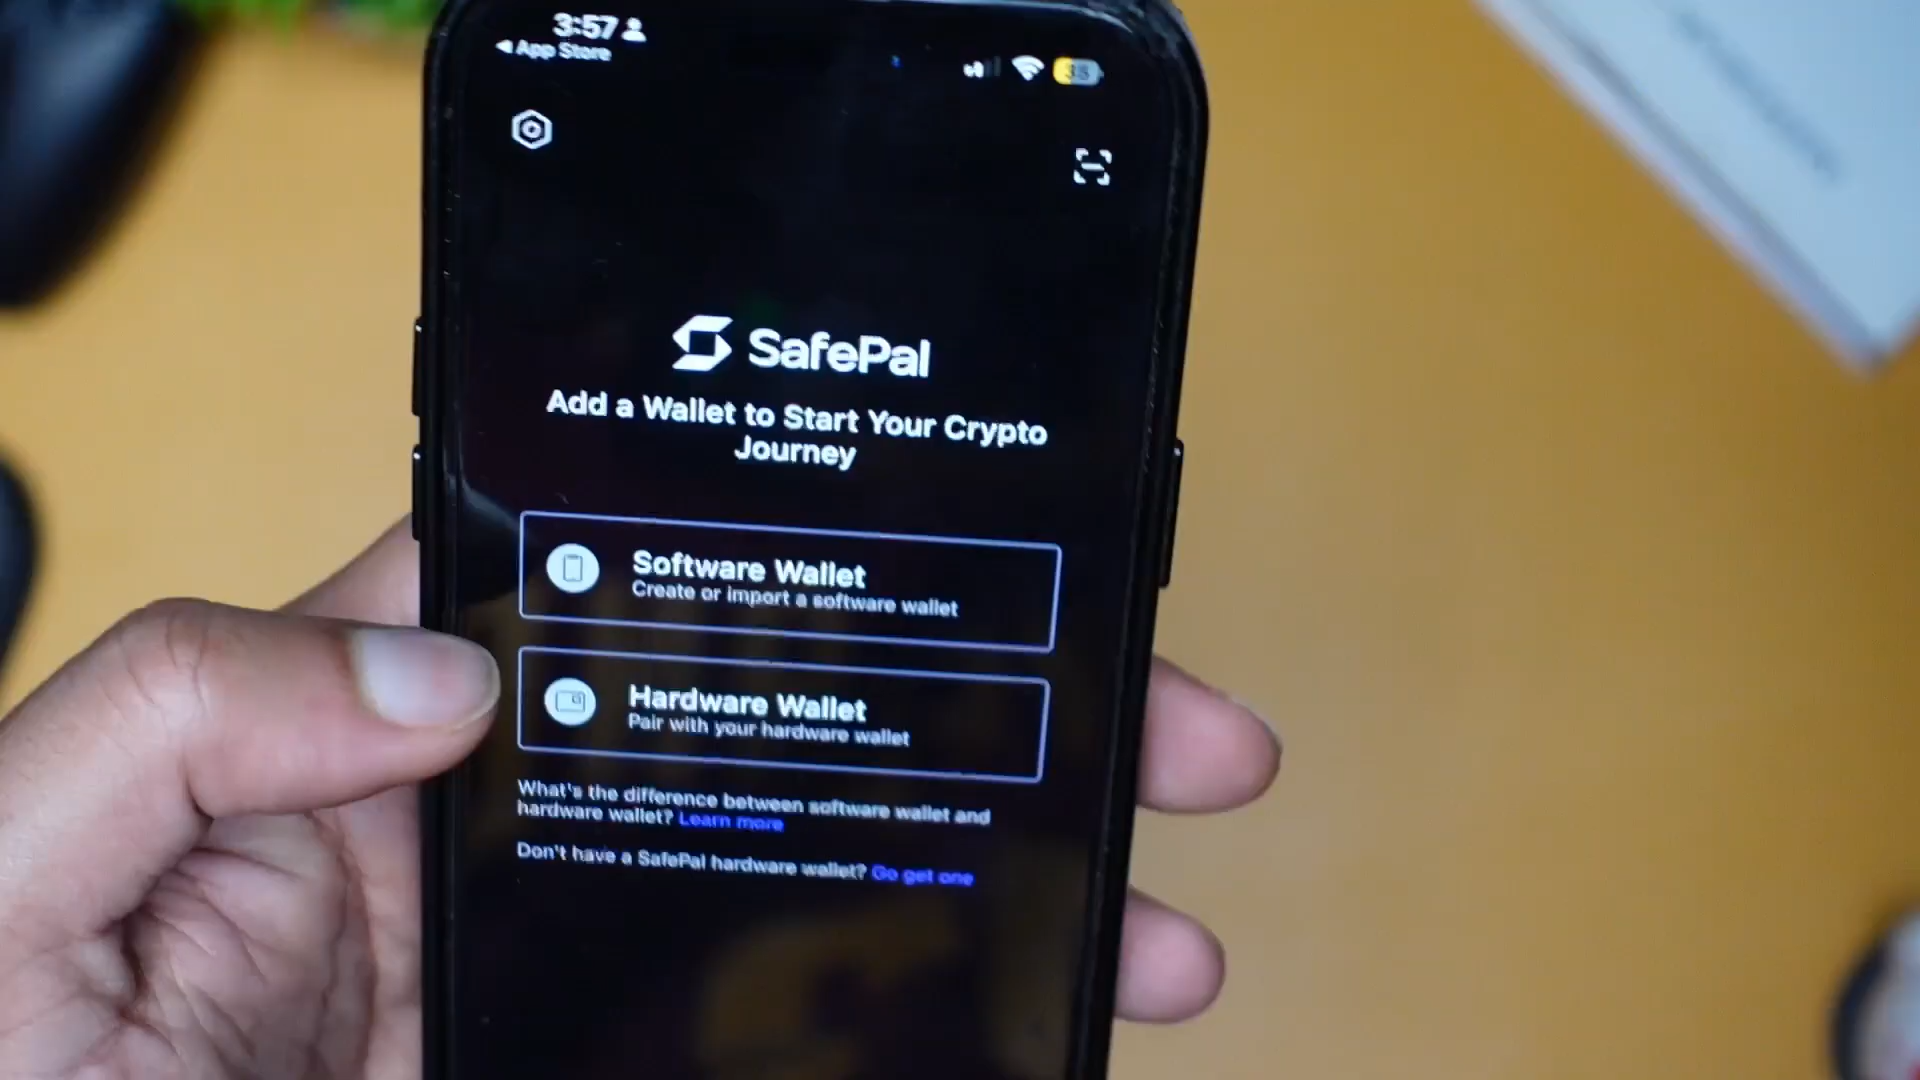 3:57
App Store
38
SafePal
Add a Wallet to Start Your Crypto
Journey
Software Wallet
Create or import a software wallet
Hardware Wallet
Pair with your hardware wallet
What's the difference between software wallet and
hardware wallet? Learn more
Don't have a SafePal hardware wallet? Go get one